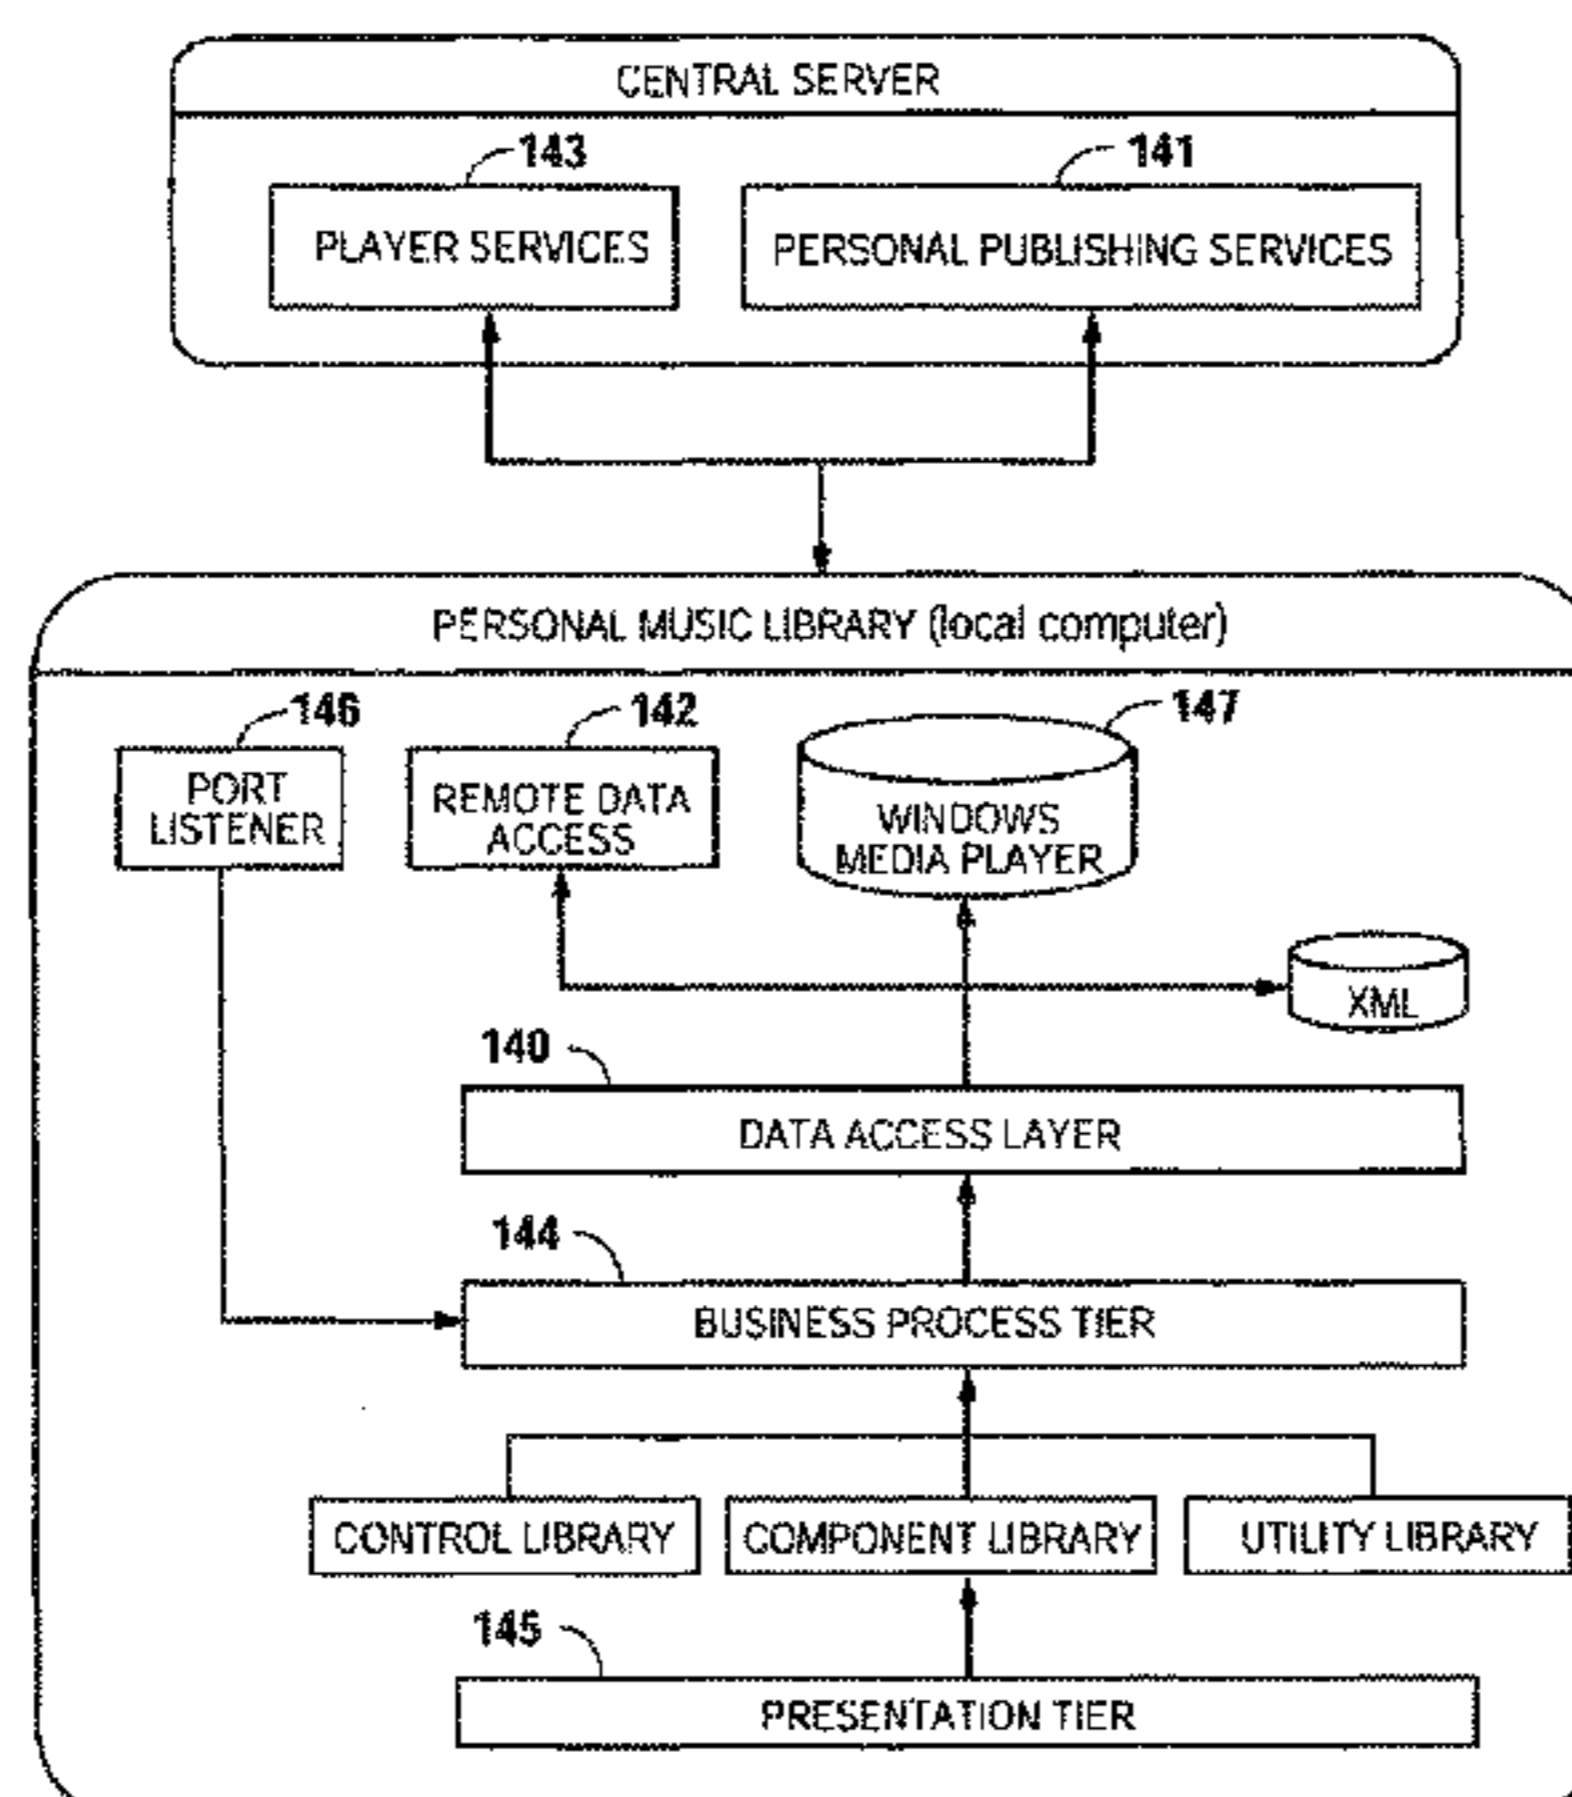 CENTRAL SERVER
143
141
PLAYER SERVICES
PERSONAL PUBLISHING SERVICES
PERSONAL MUSIC LIBRARY (local computer)
146
142
147
PORT
LISTENER
REMOTE DATA
ACCESS
WINDOWS
MEDIA PLAYER
XML
140
DATA ACCESS LAYER
144
BUSINESS PROCESS TIER
CONTROL LIBRARY
COMPONENT LIBRARY
UTILITY LIBRARY
145
PRESENTATION TIER